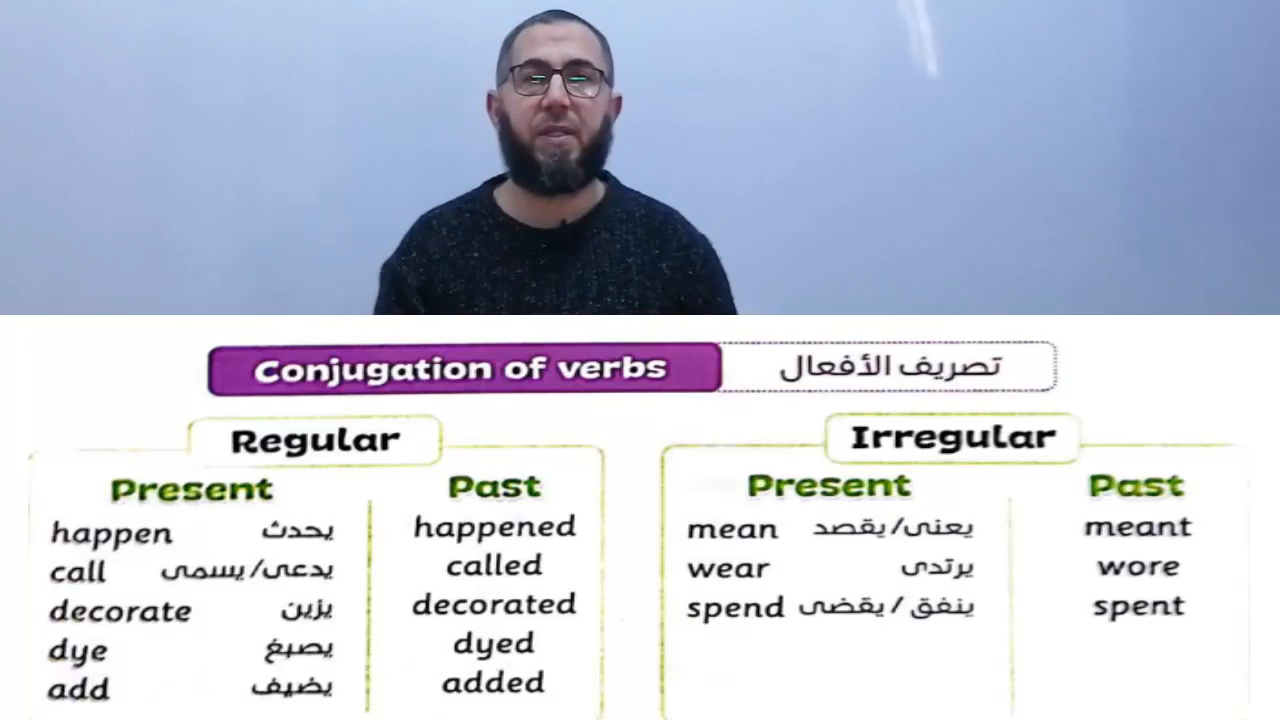 Conjugation of verbs تصريف الأفعال
Regular
Present Past
happen يحدث happened
call يدعى/يسمى called
decorate يزين decorated
dye يصبغ dyed
add يضيف added
Irregular
Present Past
mean يعنى/يقصد meant
wear يرتدى wore
spend ينفق/يقضى spent